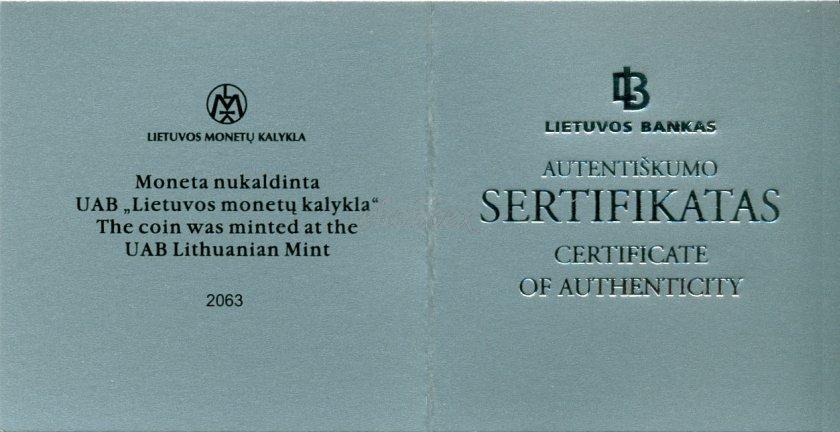 LIETUVOS MONETŲ KALYKLA
Moneta nukaldinta
UAB „Lietuvos monetų kalykla“
The coin was minted at the
UAB Lithuanian Mint
2063
LB
LIETUVOS BANKAS
AUTENTIŠKUMO
SERTIFIKATAS
CERTIFICATE
OF AUTHENTICITY